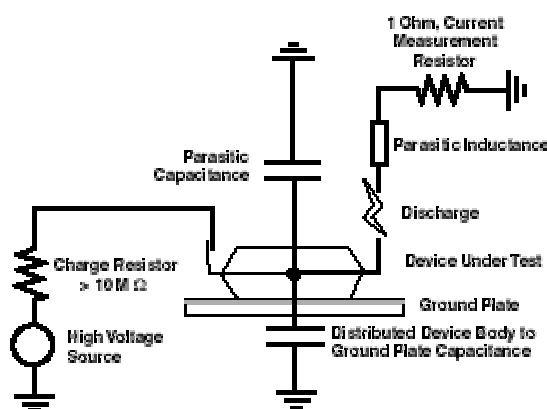 1 Ohm, Current
Measurement
Resistor
Parasitic
Capacitance
Parasitic Inductance
Discharge
Charge Resistor
> 10 M Ω
Device Under Test
Ground Plate
High Voltage
Source
Distributed Device Body to
Ground Plate Capacitance